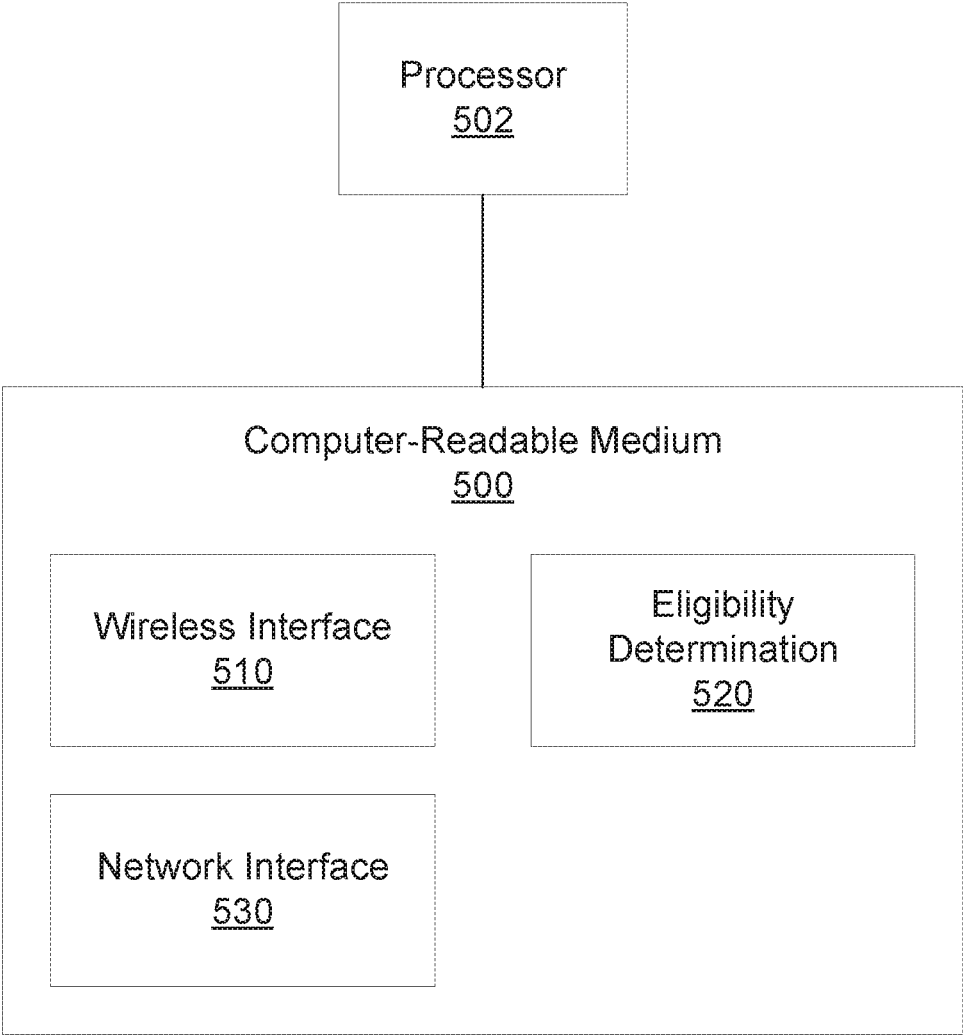 Processor
502
Computer-Readable Medium
500
Wireless Interface
510
Eligibility
Determination
520
Network Interface
530